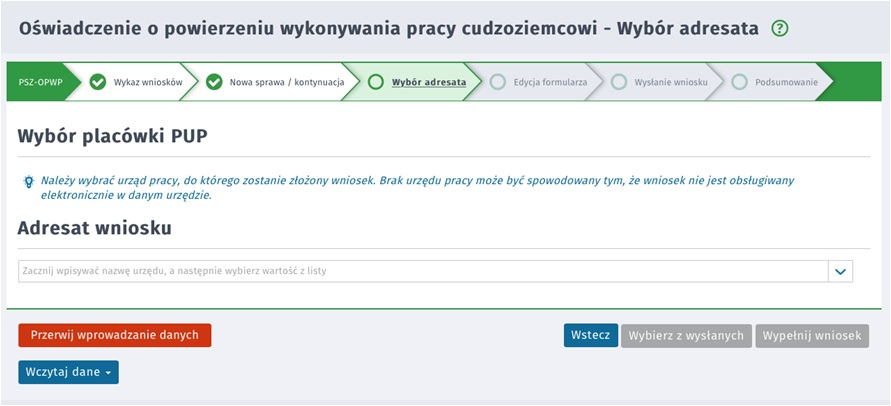 Oświadczenie o powierzeniu wykonywania pracy cudzoziemcowi - Wybór adresata ?
PSZ-OPWP Wykaz wniosków Nowa sprawa / kontynuacja Wybór adresata Edycja formularza Wysłanie wniosku Podsumowanie
Wybór placówki PUP
Należy wybrać urząd pracy, do którego zostanie złożony wniosek. Brak urzędu pracy może być spowodowany tym, że wniosek nie jest obsługiwany
elektronicznie w danym urzędzie.
Adresat wniosku
Zacznij wpisywać nazwę urzędu, a następnie wybierz wartość z listy
Przerwij wprowadzanie danych Wstecz Wybierz z wysłanych Wypełnij wniosek
Wczytaj dane